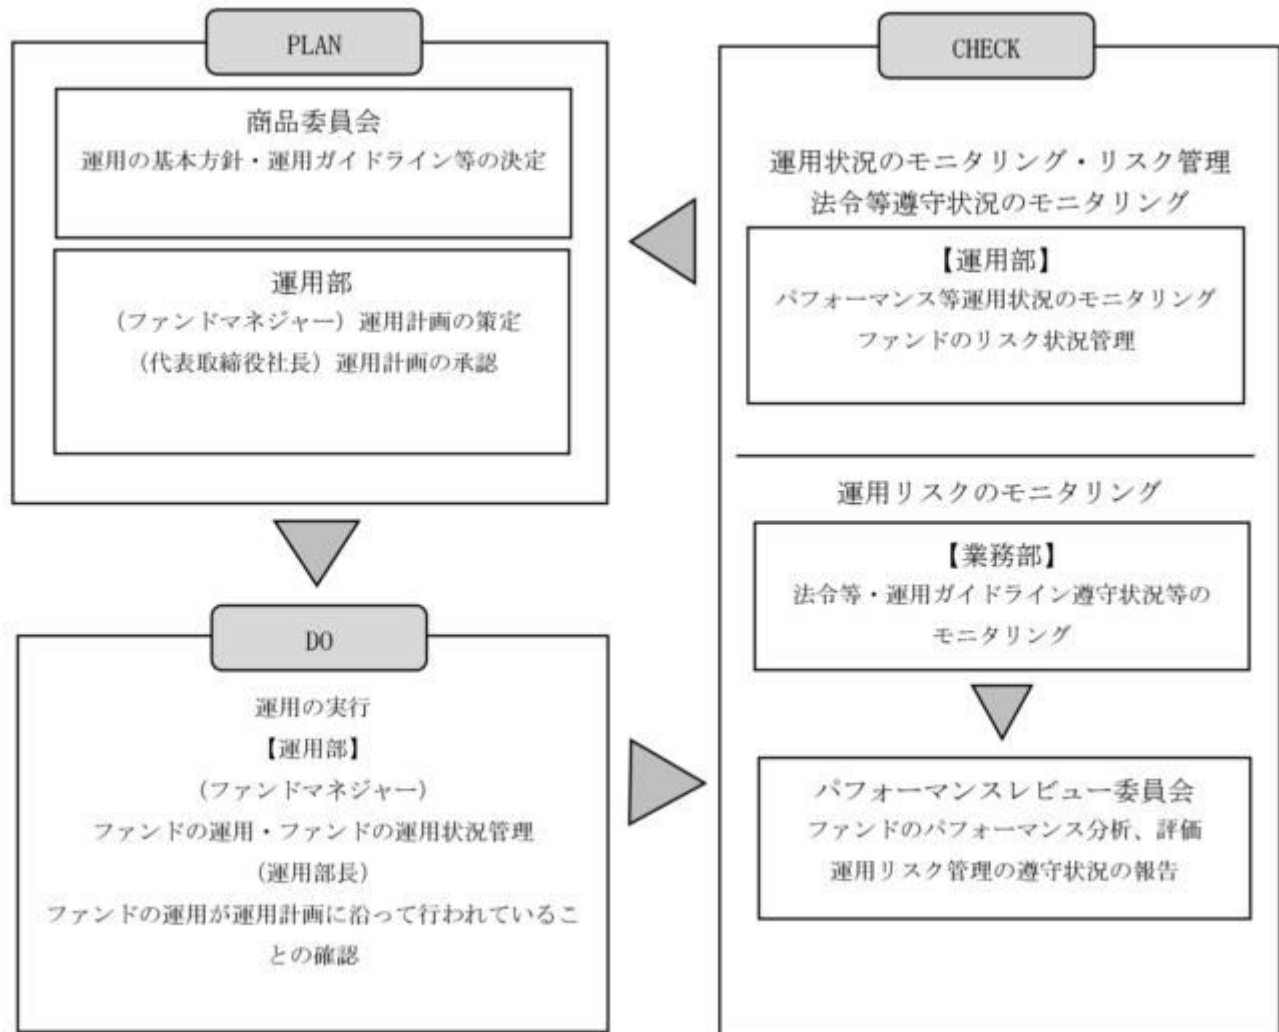 PLAN
商品委員会
運用の基本方針・運用ガイドライン等の決定
運用部
(ファンドマネジャー)運用計画の策定
(代表取締役社長)運用計画の承認
DO
運用の実行
【運用部】
(ファンドマネジャー)
ファンドの運用・ファンドの運用状況管理
(運用部長)
ファンドの運用が運用計画に沿って行われているこ
との確認
CHECK
運用状況のモニタリング・リスク管理
法令等遵守状況のモニタリング
【運用部】
パフォーマンス等運用状況のモニタリング
ファンドのリスク状況管理
運用リスクのモニタリング
【業務部】
法令等・運用ガイドライン遵守状況等の
モニタリング
パフォーマンスレビュー委員会
ファンドのパフォーマンス分析、評価
運用リスク管理の遵守状況の報告